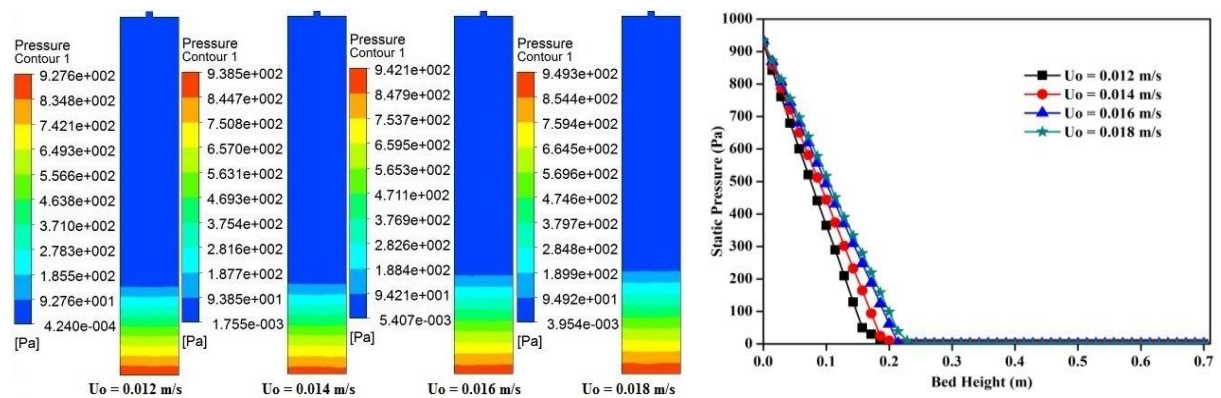 Pressure
Contour 1
9.276e+002
8.348e+002
7.421e+002
6.493e+002
5.566e+002
4.638e+002
3.710e+002
2.783e+002
1.855e+002
9.276e+001
4.240e-004
[Pa]
Uo = 0.012 m/s
Pressure
Contour 1
9.385e+002
8.447e+002
7.508e+002
6.570e+002
5.631e+002
4.693e+002
3.754e+002
2.816e+002
1.877e+002
9.385e+001
1.755e-003
[Pa]
Uo = 0.014 m/s
Pressure
Contour 1
9.421e+002
8.479e+002
7.537e+002
6.595e+002
5.653e+002
4.711e+002
3.769e+002
2.826e+002
1.884e+002
9.421e+001
5.407e-003
[Pa]
Uo = 0.016 m/s
Pressure
Contour 1
9.493e+002
8.544e+002
7.594e+002
6.645e+002
5.695e+002
4.746e+002
3.797e+002
2.848e+002
1.899e+002
9.492e+001
3.954e-003
[Pa]
Uo = 0.018 m/s
Static Pressure (Pa)
1000
900
800
700
600
500
400
300
200
100
0
Uo = 0.012 m/s
Uo = 0.014 m/s
Uo = 0.016 m/s
Uo = 0.018 m/s
0.0 0.1 0.2 0.3 0.4 0.5 0.6 0.7
Bed Height (m)